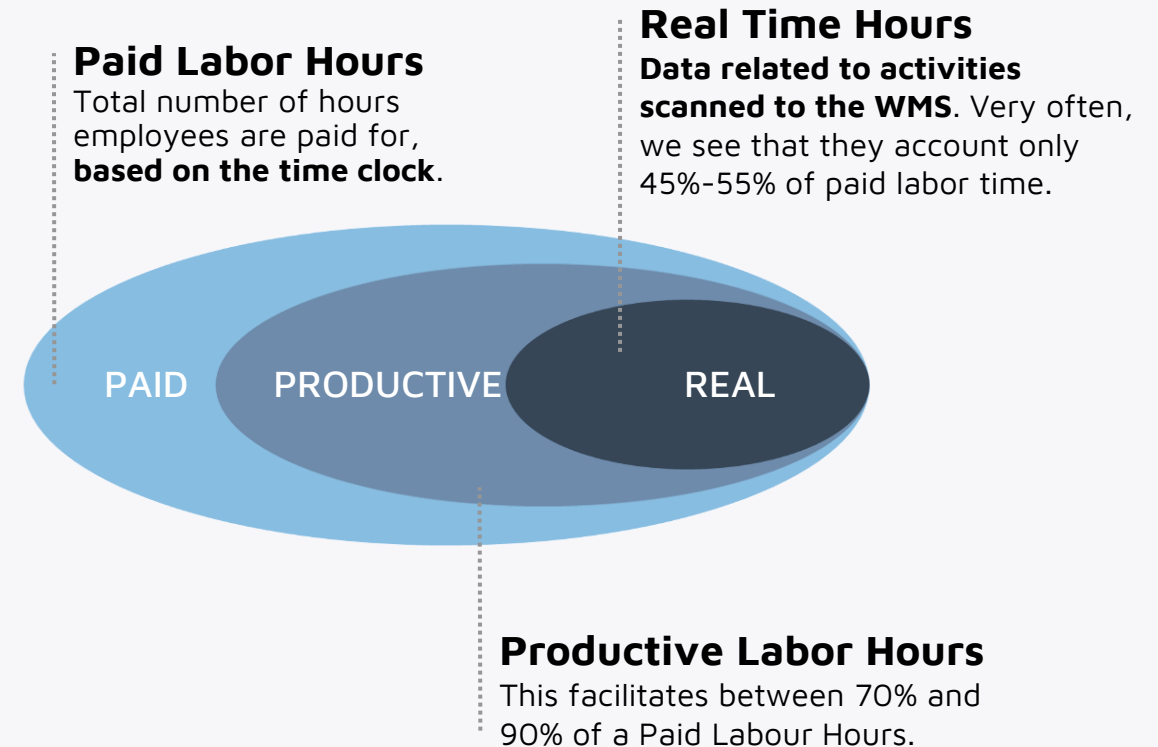 Paid Labor Hours
Total number of hours
employees are paid for,
based on the time clock.
Real Time Hours
Data related to activities
scanned to the WMS. Very often,
we see that they account only
45%-55% of paid labor time.
PAID
PRODUCTIVE
REAL
Productive Labor Hours
This facilitates between 70% and
90% of a Paid Labour Hours.